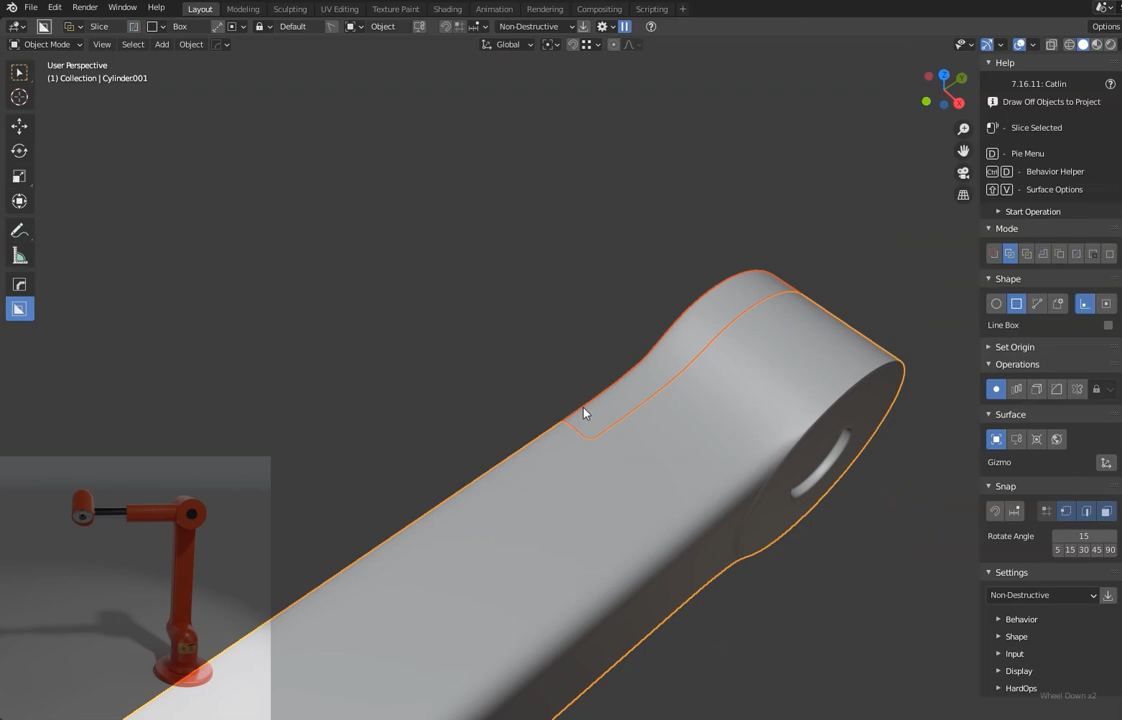 File Edit Render Window Help Layout Modeling Sculpting UV Editing Texture Paint Shading Animation Rendering Compositing Scripting +
Slice Box Default Object Non-Destructive Options
Object Mode View Select Add Object Global
User Perspective
(1) Collection | Cylinder.001
Z
Y
X
Help
7.16.11: Catlin
Draw Off Objects to Project
- Slice Selected
D - Pie Menu
Ctrl D - Behavior Helper
V - Surface Options
Start Operation
Mode
Shape
Line Box
Set Origin
Operations
Surface
Gizmo
Snap
Rotate Angle 15
5 15 30 45 90
Settings
Non-Destructive
Behavior
Shape
Input
Display
HardOps
Wheel Down x2